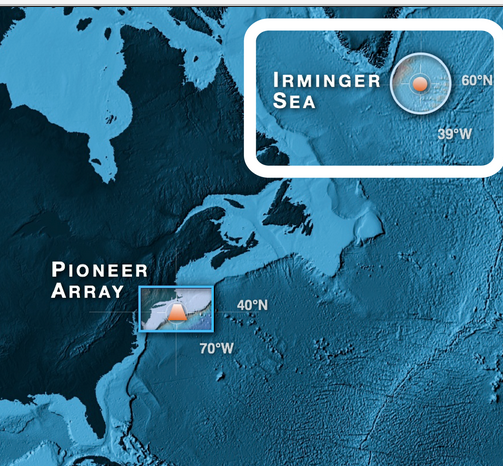 IRMINGER
SEA
60°N
39°W
PIONEER
ARRAY
40°N
70°W